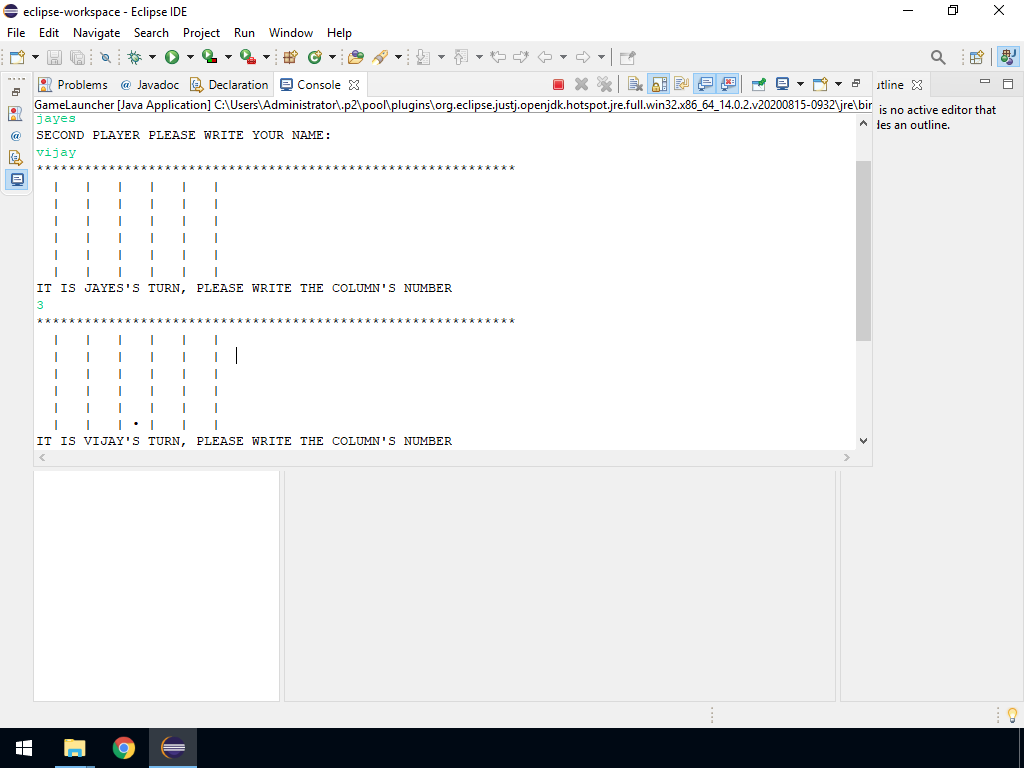 eclipse-workspace - Eclipse IDE
File Edit Navigate Search Project Run Window Help
Problems @ Javadoc Declaration Console utline
GameLauncher [Java Application] C:\Users\Administrator\.p2\pool\plugins\org.eclipse.justj.openjdk.hotspot.jre.full.win32.x86_64_14.0.2.v20200815-0932\jre\bin
is no active editor that
des an outline.
jayes
SECOND PLAYER PLEASE WRITE YOUR NAME:
vijay
************************************************************
| | | | | |
| | | | | |
| | | | | |
| | | | | |
| | | | | |
| | | | | |
IT IS JAYES'S TURN, PLEASE WRITE THE COLUMN'S NUMBER
3
************************************************************
| | | | | |
| | | | | |
| | | | | |
| | | | | |
| | | | | |
| | | • | | |
IT IS VIJAY'S TURN, PLEASE WRITE THE COLUMN'S NUMBER